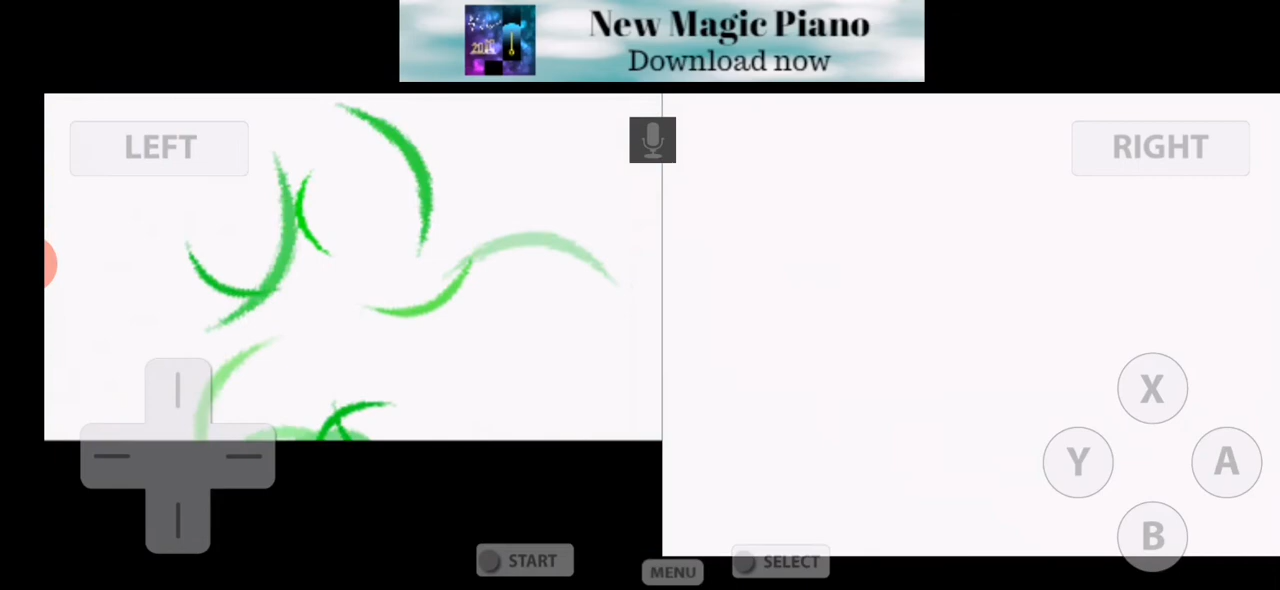 New Magic Piano
Download now
LEFT
RIGHT
X
Y
A
B
START
SELECT
MENU